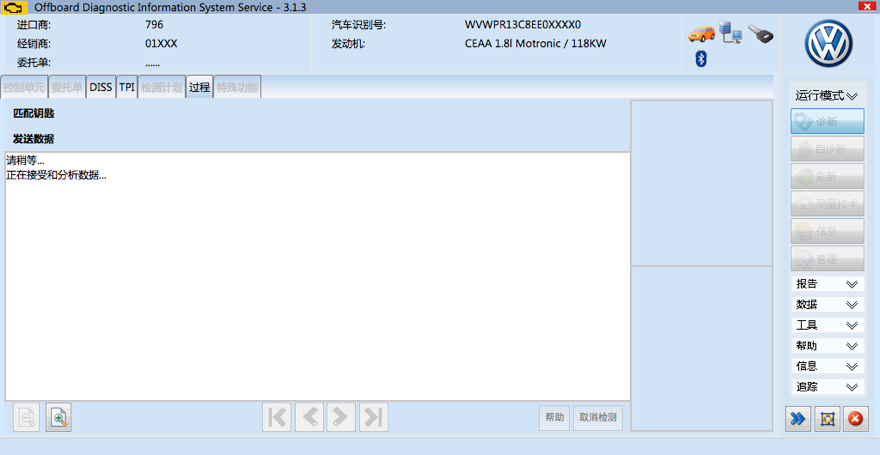 Offboard Diagnostic Information System Service - 3.1.3
进口商: 796 汽车识别号: WVWPR13C8EE0XXXX0
经销商: 01XXX 发动机: CEAA 1.8l Motronic / 118KW
委托单: ......
控制单元 委托单 DISS TPI 检测计划 过程 特殊功能
运行模式
匹配钥匙
诊断
发送数据
自诊断
请稍等...
正在接受和分析数据...
刷新
测量技术
信息
管理
报告
数据
工具
帮助
信息
追踪
帮助 取消检测